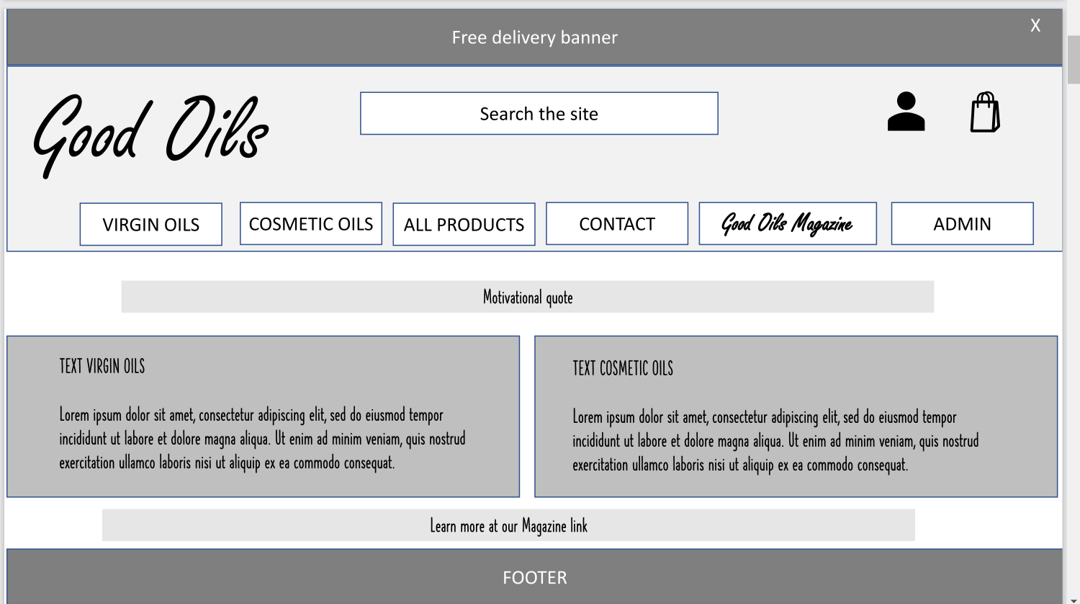 Free delivery banner
X
Good Oils
Search the site
VIRGIN OILS
COSMETIC OILS
ALL PRODUCTS
CONTACT
Good Oils Magazine
ADMIN
Motivational quote
TEXT VIRGIN OILS
Lorem ipsum dolor sit amet, consectetur adipiscing elit, sed do eiusmod tempor
incididunt ut labore et dolore magna aliqua. Ut enim ad minim veniam, quis nostrud
exercitation ullamco laboris nisi ut aliquip ex ea commodo consequat.
TEXT COSMETIC OILS
Lorem ipsum dolor sit amet, consectetur adipiscing elit, sed do eiusmod tempor
incididunt ut labore et dolore magna aliqua. Ut enim ad minim veniam, quis nostrud
exercitation ullamco laboris nisi ut aliquip ex ea commodo consequat.
Learn more at our Magazine link
FOOTER